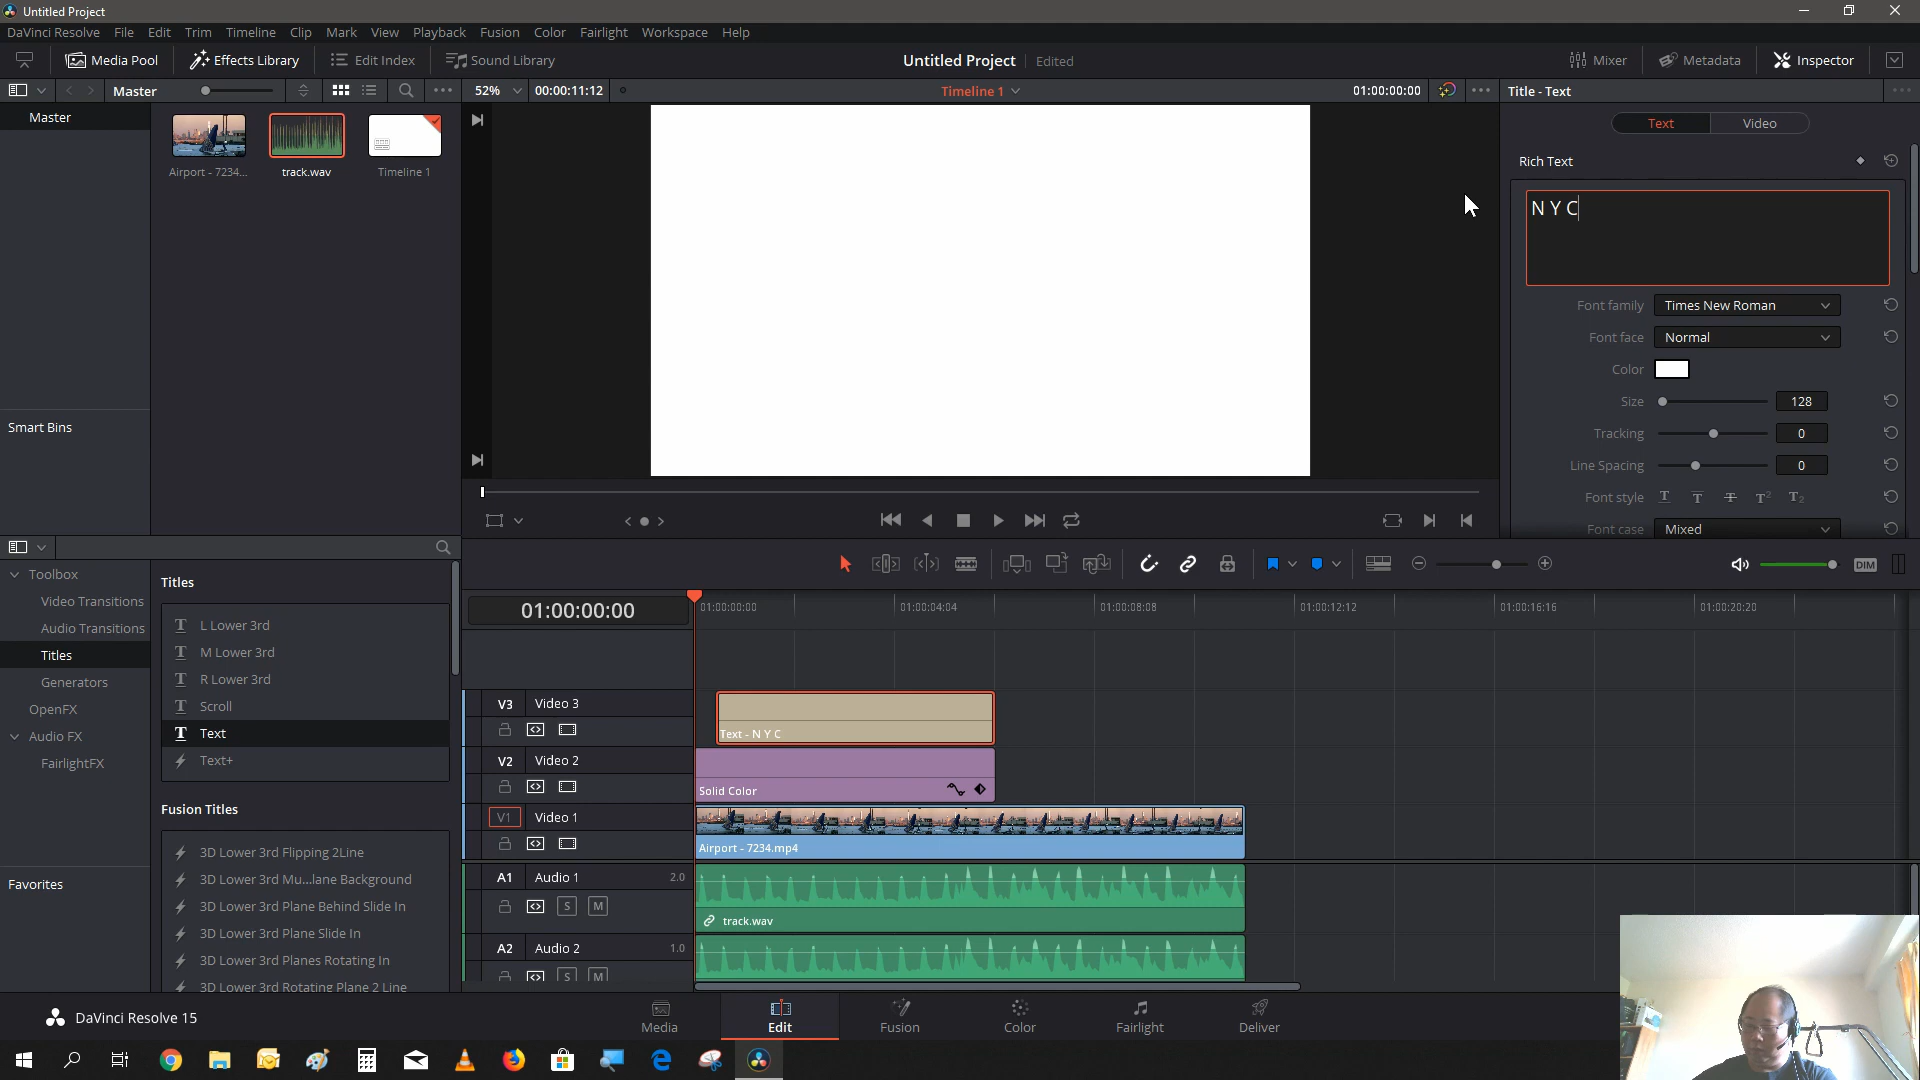 Untitled Project
DaVinci Resolve File Edit Trim Timeline Clip Mark View Playback Fusion Color Fairlight Workspace Help
Media Pool Effects Library Edit Index Sound Library Untitled Project Edited Mixer Metadata Inspector
Master 52% 00:00:11:12 Timeline 1 01:00:00:00 Title - Text
Master
Airport - 7234... track.wav Timeline 1
Smart Bins
Text Video
Rich Text
N Y C
Font family Times New Roman
Font face Normal
Color
Size 128
Tracking 0
Line Spacing 0
Font style T T T T² T₂
Font case Mixed
DIM
Toolbox
Video Transitions
Audio Transitions
Titles
Generators
OpenFX
Audio FX
FairlightFX
Favorites
Titles
L Lower 3rd
M Lower 3rd
R Lower 3rd
Scroll
Text
Text+
Fusion Titles
3D Lower 3rd Flipping 2Line
3D Lower 3rd Mu...lane Background
3D Lower 3rd Plane Behind Slide In
3D Lower 3rd Plane Slide In
3D Lower 3rd Planes Rotating In
3D Lower 3rd Rotating Plane 2 Line
01:00:00:00 01:00:00:00 01:00:04:04 01:00:08:08 01:00:12:12 01:00:16:16 01:00:20:20
V3 Video 3
Text - N Y C
V2 Video 2
Solid Color
V1 Video 1
Airport - 7234.mp4
A1 Audio 1 2.0
S M
track.wav
A2 Audio 2 1.0
S M
DaVinci Resolve 15 Media Edit Fusion Color Fairlight Deliver